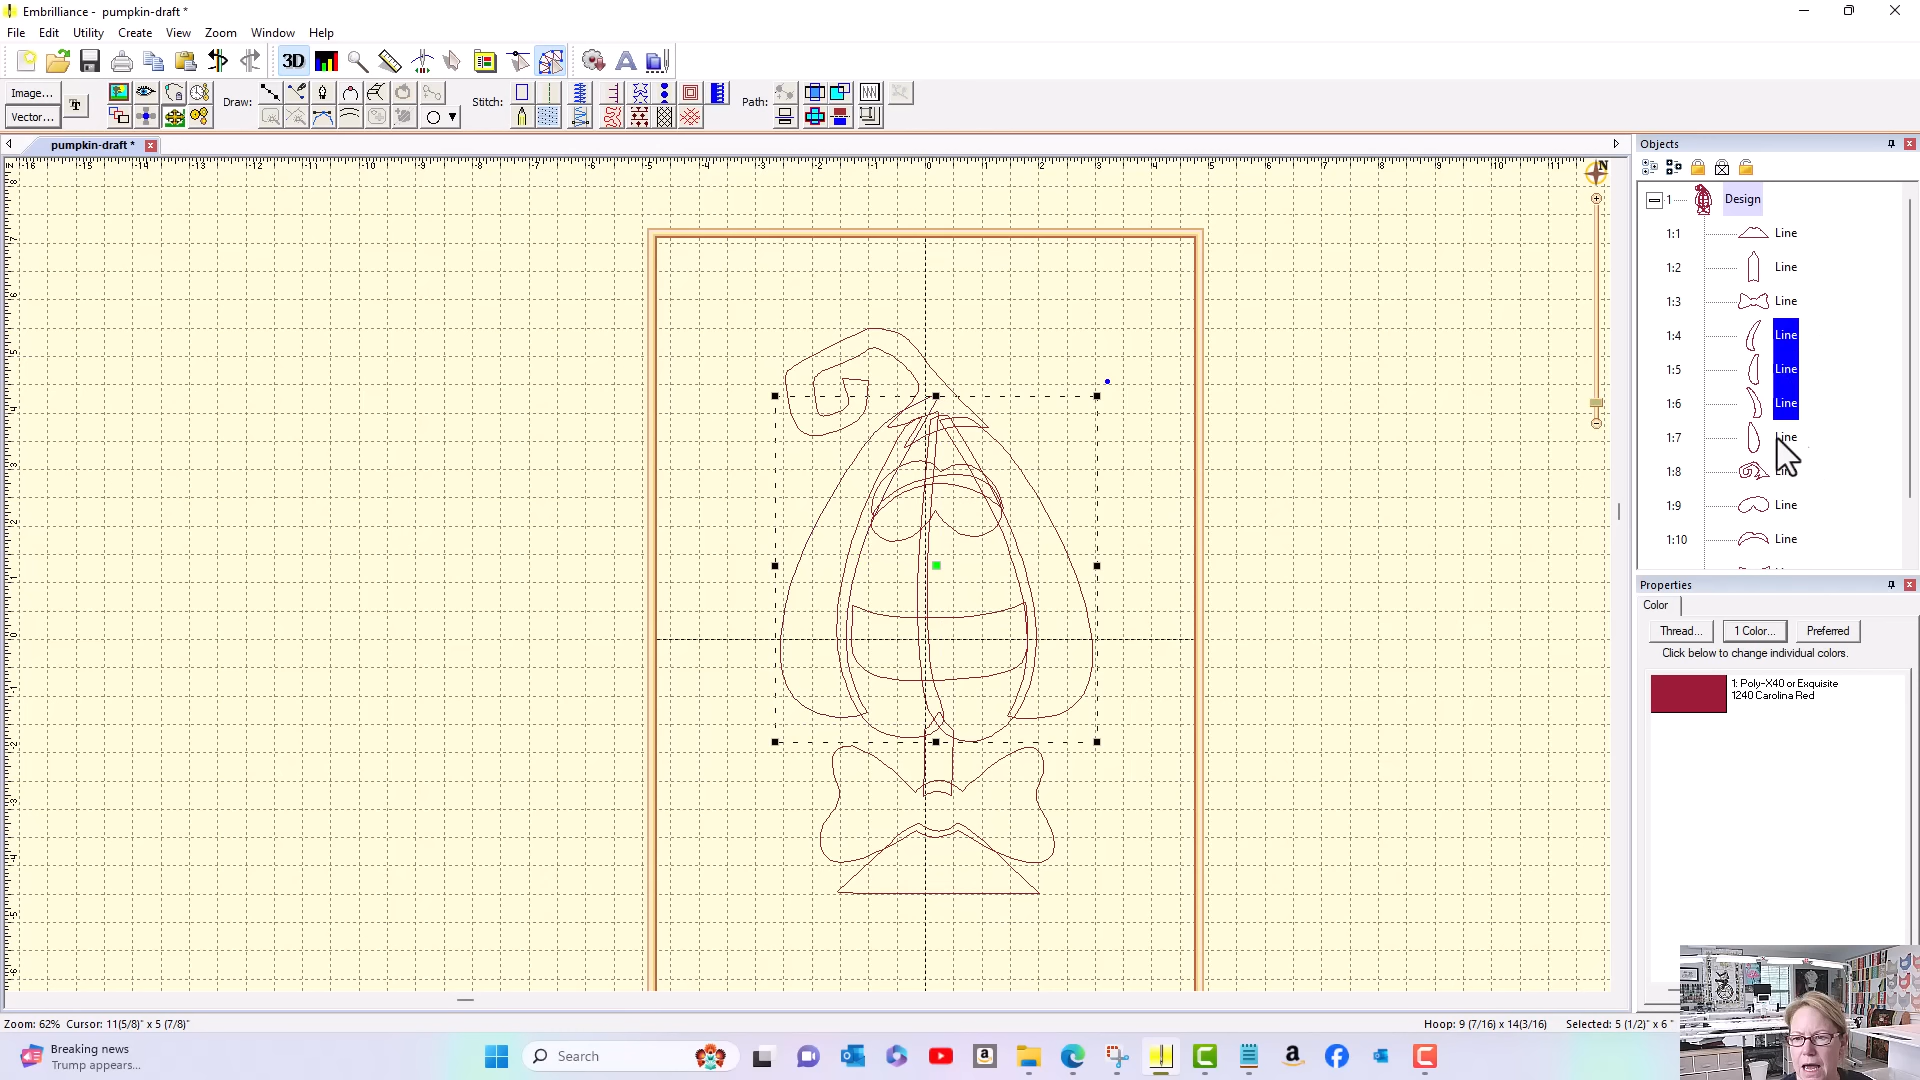 Embrilliance - pumpkin-draft *
File Edit Utility Create View Zoom Window Help
3D
Image...
Draw:
Stitch:
Path:
Vector...
pumpkin-draft *
Objects
1 Design
1:1 Line
1:2 Line
1:3 Line
1:4 Line
1:5 Line
1:6 Line
1:7 Line
1:8 Line
1:9 Line
1:10 Line
Properties
Color
Thread... 1 Color... Preferred
Click below to change individual colors.
1: Poly-X40 or Exquisite
1240 Carolina Red
Zoom: 62% Cursor: 11(5/8)" x 5 (7/8)"
Hoop: 9 (7/16) x 14(3/16) Selected: 5 (1/2)" x 6 "
Breaking news
Trump appears...
Search